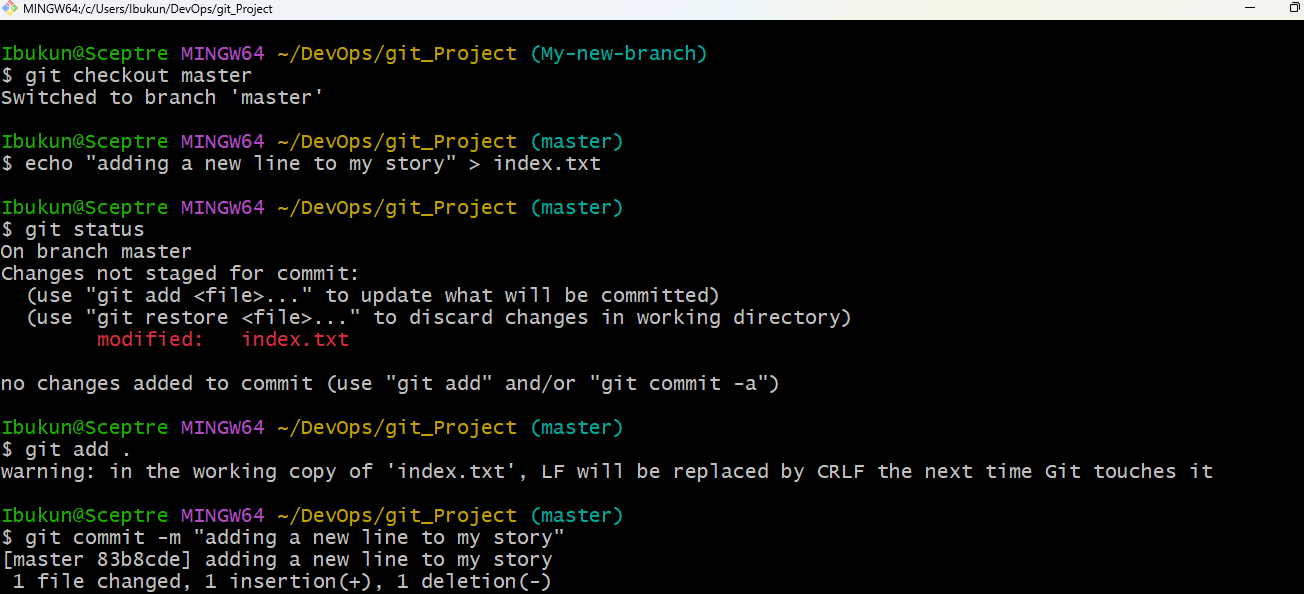 MINGW64:/c/Users/Ibukun/DevOps/git_Project
Ibukun@Sceptre MINGW64 ~/DevOps/git_Project (My-new-branch)
$ git checkout master
Switched to branch 'master'
Ibukun@Sceptre MINGW64 ~/DevOps/git_Project (master)
$ echo "adding a new line to my story" > index.txt
Ibukun@Sceptre MINGW64 ~/DevOps/git_Project (master)
$ git status
On branch master
Changes not staged for commit:
  (use "git add <file>..." to update what will be committed)
  (use "git restore <file>..." to discard changes in working directory)
        modified:   index.txt
no changes added to commit (use "git add" and/or "git commit -a")
Ibukun@Sceptre MINGW64 ~/DevOps/git_Project (master)
$ git add .
warning: in the working copy of 'index.txt', LF will be replaced by CRLF the next time Git touches it
Ibukun@Sceptre MINGW64 ~/DevOps/git_Project (master)
$ git commit -m "adding a new line to my story"
[master 83b8cde] adding a new line to my story
 1 file changed, 1 insertion(+), 1 deletion(-)